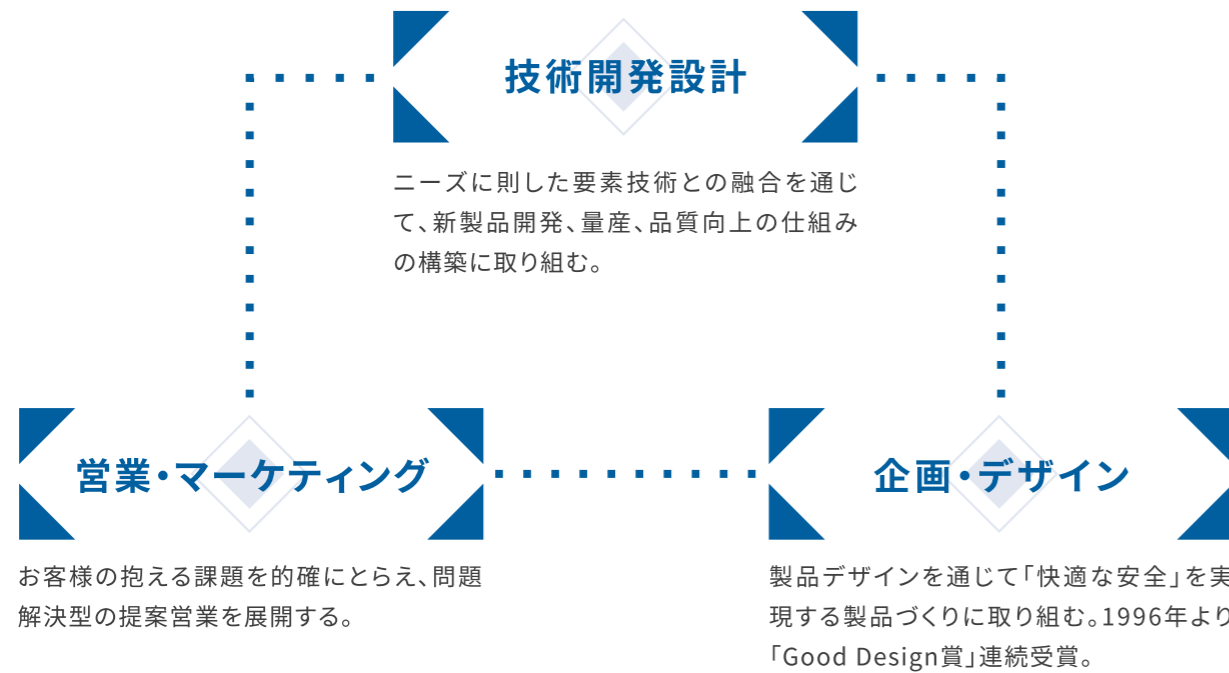 技術開発設計
ニーズに則した要素技術との融合を通じ
て、新製品開発、量産、品質向上の仕組み
の構築に取り組む。
営業・マーケティング
お客様の抱える課題を的確にとらえ、問題
解決型の提案営業を展開する。
企画・デザイン
製品デザインを通じて「快適な安全」を実
現する製品づくりに取り組む。1996年より
「Good Design賞」連続受賞。